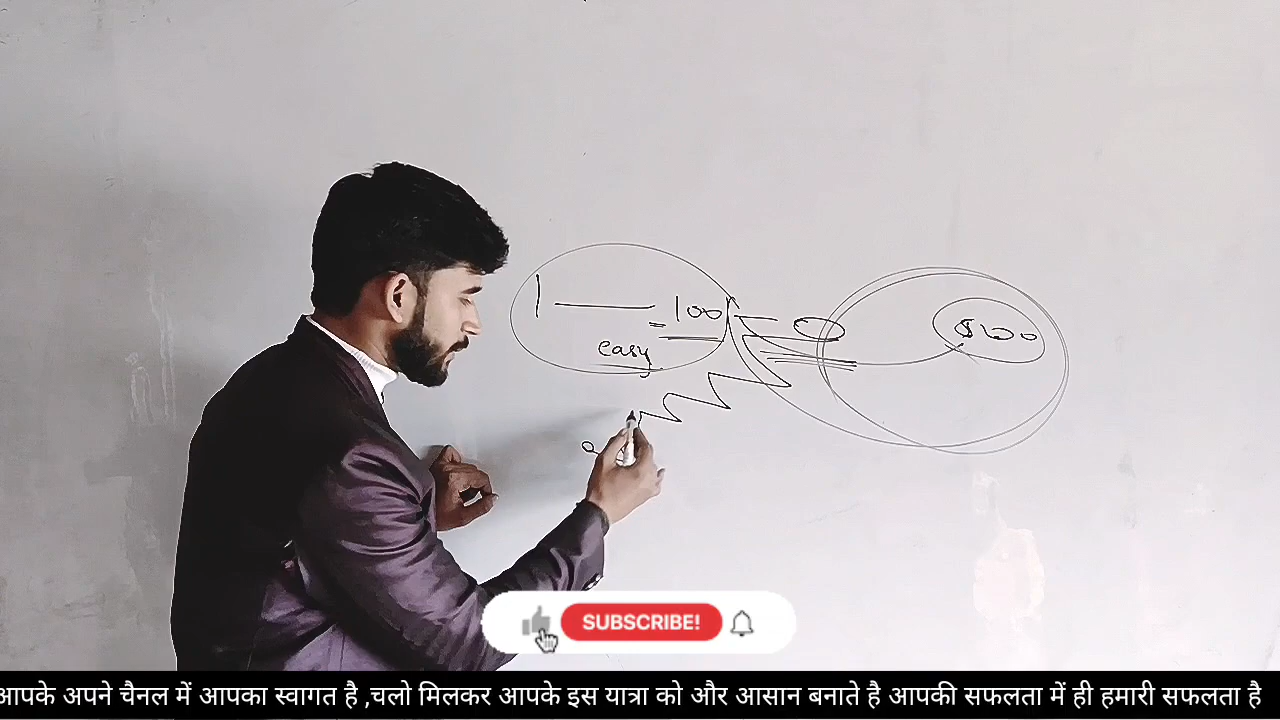 1 — 100
easy
SUBSCRIBE!
आपके अपने चैनल में आपका स्वागत है ,चलो मिलकर आपके इस यात्रा को और आसान बनाते है आपकी सफलता में ही हमारी सफलता है